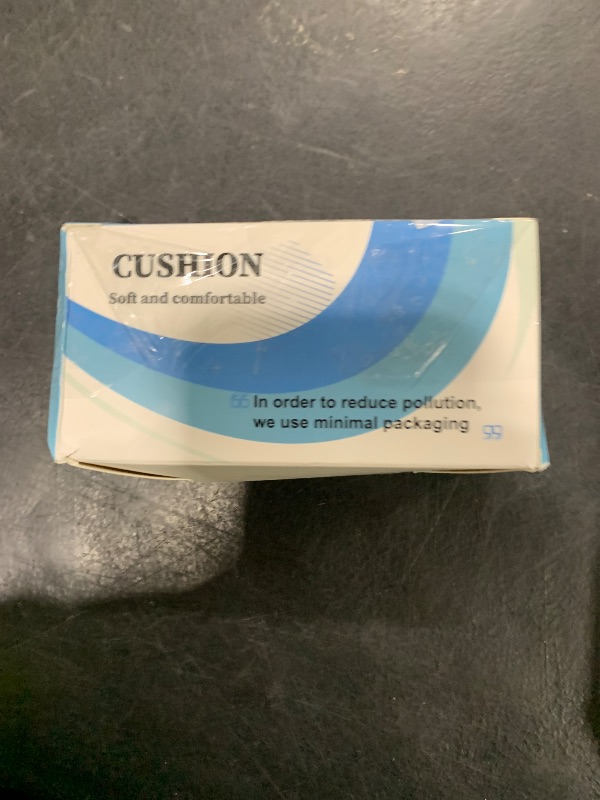 CUSHION
Soft and comfortable
“ In order to reduce pollution,
we use minimal packaging ”